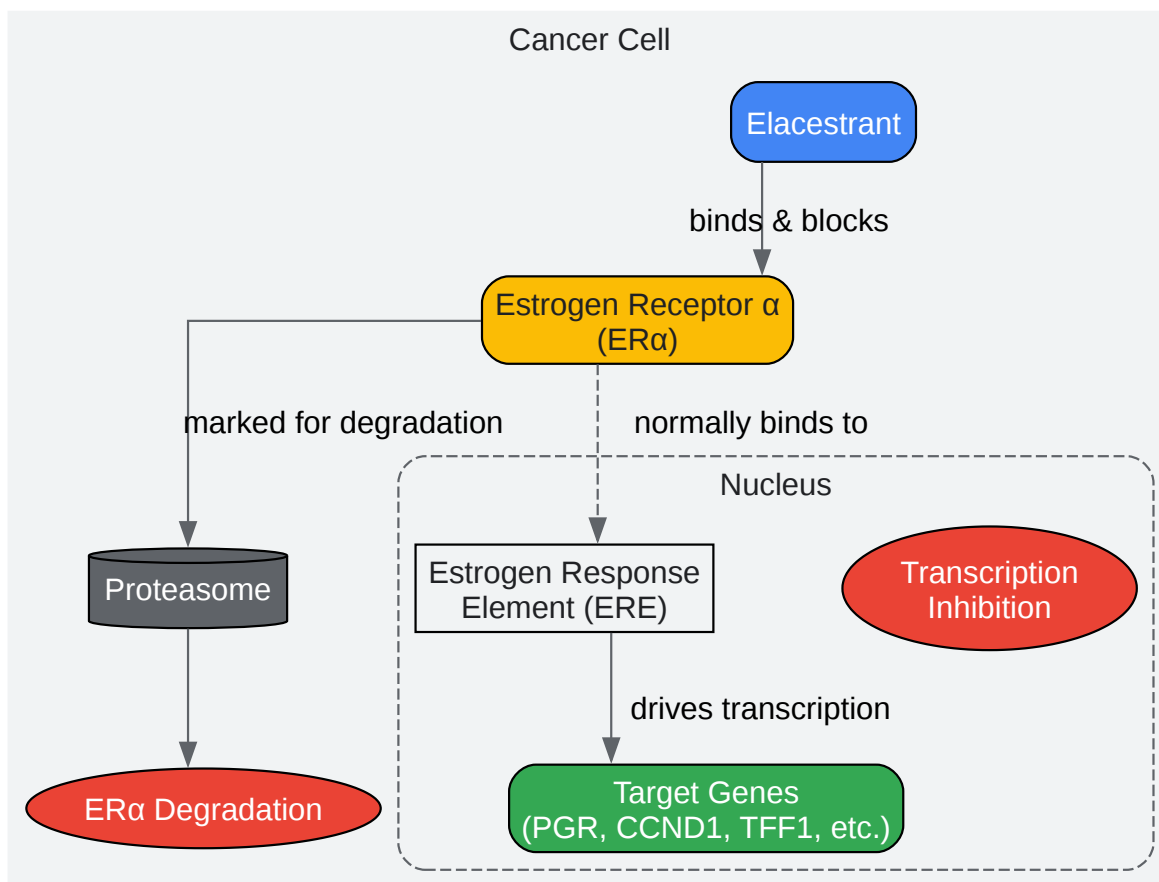 Cancer Cell
Elacestrant
binds & blocks
Estrogen Receptor α
(ERα)
marked for degradation
normally binds to
Nucleus
Proteasome
Estrogen Response
Element (ERE)
Transcription
Inhibition
drives transcription
ERα Degradation
Target Genes
(PGR, CCND1, TFF1, etc.)